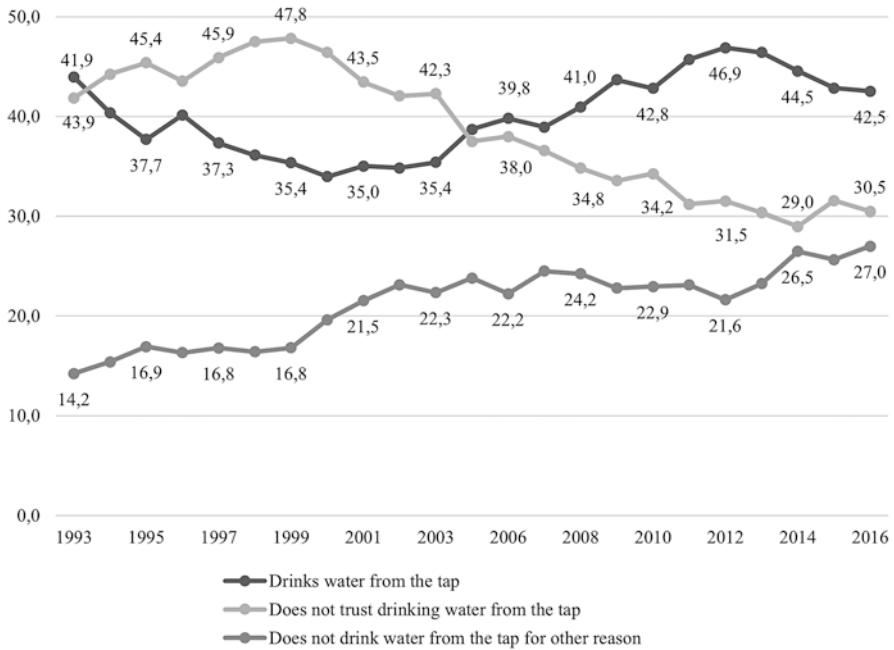 50,0
40,0
30,0
20,0
10,0
0,0
41,9 45,4 45,9 47,8 43,5 42,3 39,8 41,0 46,9 44,5 42,5
43,9 37,7 37,3 35,4 35,0 35,4 38,0 34,8 42,8 34,2 31,5 29,0 30,5
14,2 16,9 16,8 16,8 21,5 22,3 22,2 24,2 22,9 21,6 26,5 27,0
1993 1995 1997 1999 2001 2003 2006 2008 2010 2012 2014 2016
Drinks water from the tap
Does not trust drinking water from the tap
Does not drink water from the tap for other reason